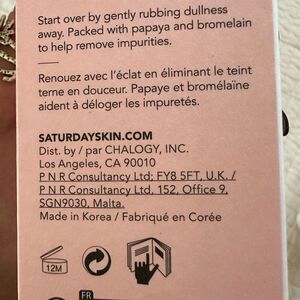 Start over by gently rubbing dullness
away. Packed with papaya and bromelain
to help remove impurities.
Renouez avec l'éclat en éliminant le teint
terne en douceur. Papaye et bromélaïne
aident à déloger les impuretés.
SATURDAYSKIN.COM
Dist. by / par CHALOGY, INC.
Los Angeles, CA 90010
P N R Consultancy Ltd; FY8 5FT, U.K. /
P N R Consultancy Ltd. 152, Office 9,
SGN9030, Malta.
Made in Korea / Fabriqué en Corée
12M
FR